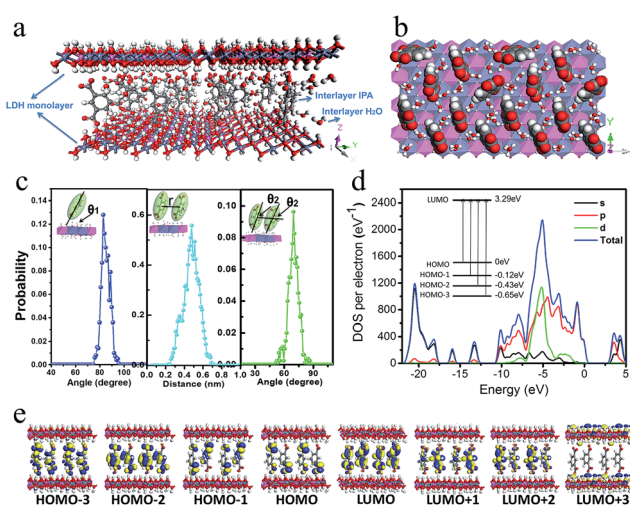 a
b
LDH monolayer
Interlayer IPA
Interlayer H₂O
Z
Y
Y
c
d
θ₁
r
θ₂
θ₂
Probability
0.14
0.12
0.10
0.08
0.06
0.04
0.02
0.00
40 60 80 100
Angle (degree)
0.6
0.4
0.2
0.0
0.0 0.2 0.4 0.6 0.8 1.0
Distance (nm)
0.10
0.08
0.06
0.04
0.02
0.00
30 60 90
Angle (degree)
DOS per electron (eV⁻¹)
2800
2400
2000
1600
1200
800
400
0
-20 -15 -10 -5 0 5
Energy (eV)
LUMO 3.29eV
HOMO 0eV
HOMO-1 -0.12eV
HOMO-2 -0.43eV
HOMO-3 -0.65eV
s
p
d
Total
e
HOMO-3 HOMO-2 HOMO-1 HOMO LUMO LUMO+1 LUMO+2 LUMO+3